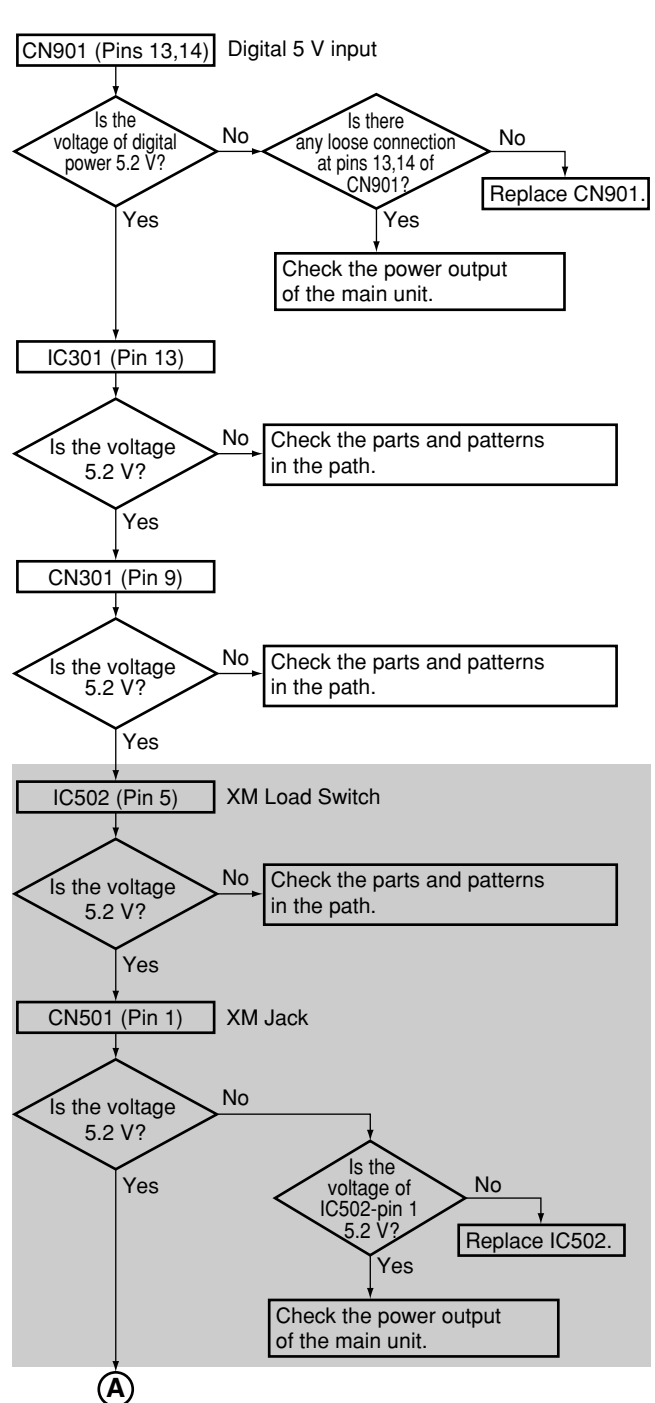 CN901 (Pins 13,14)
Digital 5 V input
Is the
voltage of digital
power 5.2 V?
No
Is there
any loose connection
at pins 13,14 of
CN901?
No
Replace CN901.
Yes
Yes
Check the power output
of the main unit.
IC301 (Pin 13)
Is the voltage
5.2 V?
No
Check the parts and patterns
in the path.
Yes
CN301 (Pin 9)
Is the voltage
5.2 V?
No
Check the parts and patterns
in the path.
Yes
IC502 (Pin 5)
XM Load Switch
Is the voltage
5.2 V?
No
Check the parts and patterns
in the path.
Yes
CN501 (Pin 1)
XM Jack
Is the voltage
5.2 V?
No
Yes
Is the
voltage of
IC502-pin 1
5.2 V?
No
Replace IC502.
Yes
Check the power output
of the main unit.
A